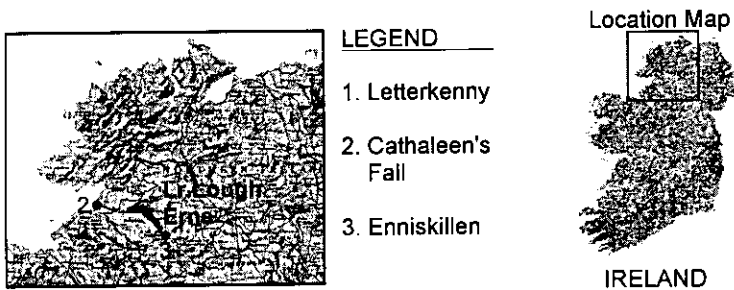 Location Map
LEGEND
1. Letterkenny
2. Cathaleen's
Fall
3. Enniskillen
Lr.Lough
Erne
2
IRELAND